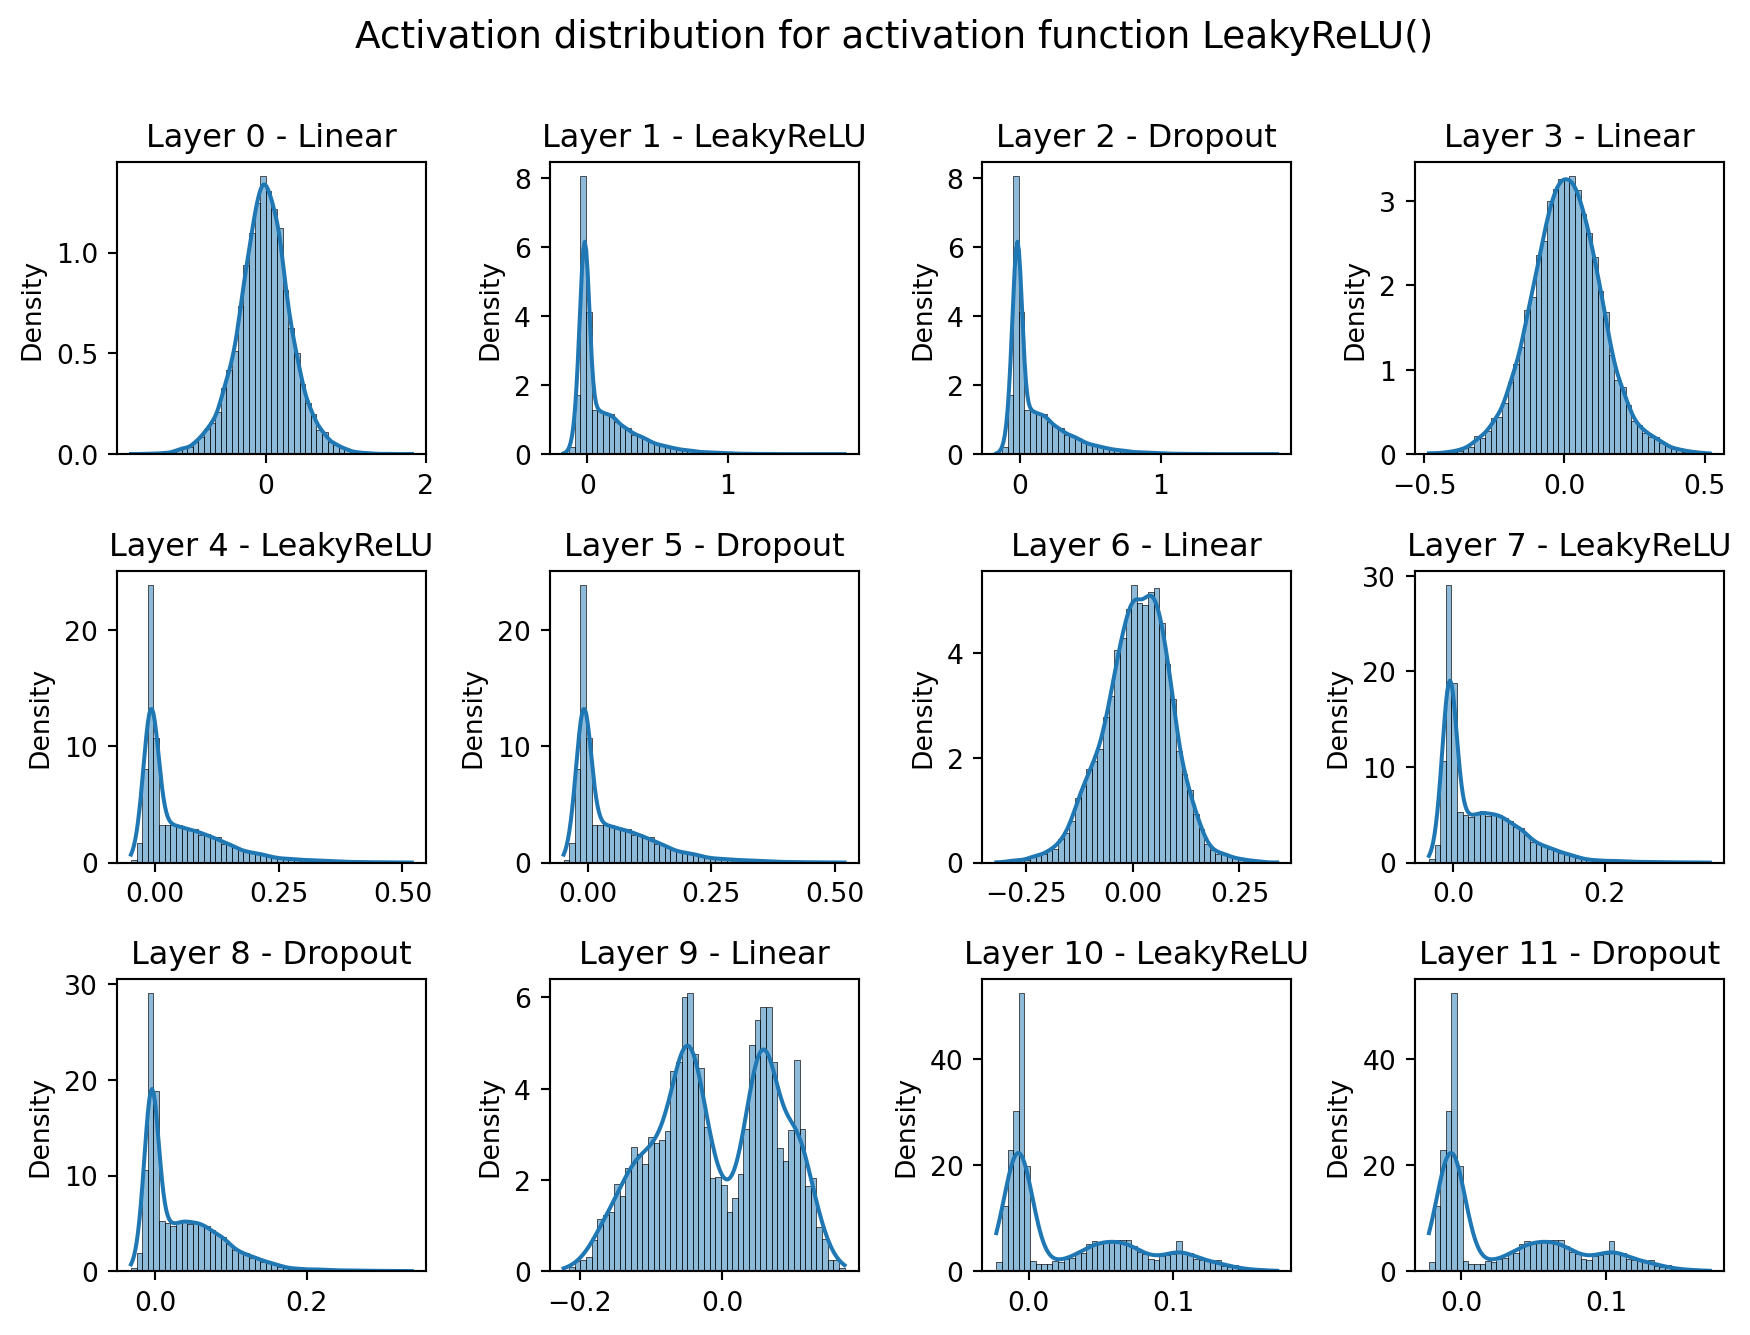 Activation distribution for activation function LeakyReLU()
Layer 0 - Linear
Density
1.0
0.5
0.0
0
2
Layer 1 - LeakyReLU
Density
8
6
4
2
0
0
1
Layer 2 - Dropout
Density
8
6
4
2
0
0
1
Layer 3 - Linear
Density
3
2
1
0
−0.5
0.0
0.5
Layer 4 - LeakyReLU
Density
20
10
0
0.00
0.25
0.50
Layer 5 - Dropout
Density
20
10
0
0.00
0.25
0.50
Layer 6 - Linear
Density
4
2
0
−0.25
0.00
0.25
Layer 7 - LeakyReLU
Density
30
20
10
0
0.0
0.2
Layer 8 - Dropout
Density
30
20
10
0
0.0
0.2
Layer 9 - Linear
Density
6
4
2
0
−0.2
0.0
Layer 10 - LeakyReLU
Density
40
20
0
0.0
0.1
Layer 11 - Dropout
Density
40
20
0
0.0
0.1